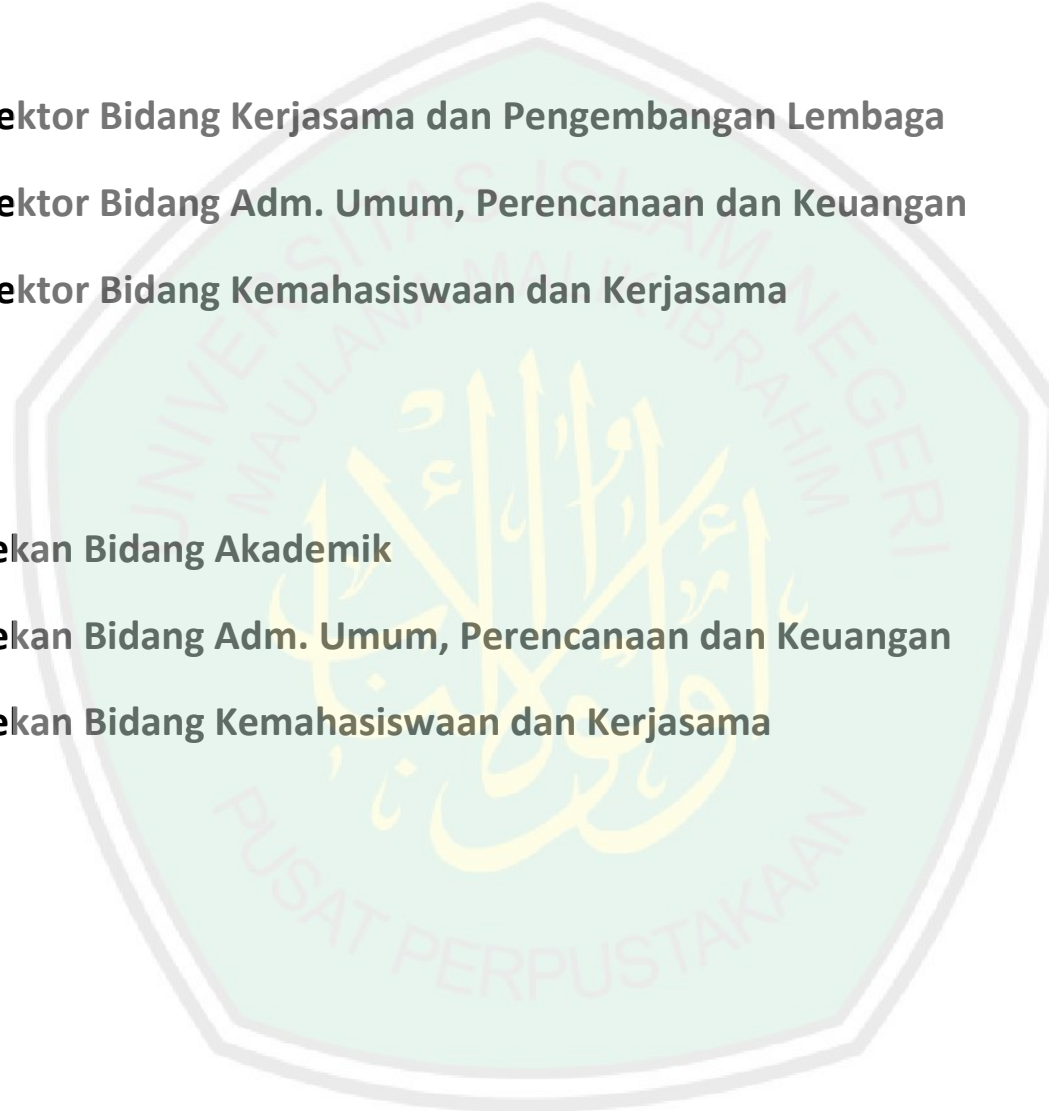 ektor Bidang Kerjasama dan Pengembangan Lembaga
ektor Bidang Adm. Umum, Perencanaan dan Keuangan
ektor Bidang Kemahasiswaan dan Kerjasama
ekan Bidang Akademik
ekan Bidang Adm. Umum, Perencanaan dan Keuangan
ekan Bidang Kemahasiswaan dan Kerjasama
UNIVERSITAS ISLAM NEGERI
MAULANA MALIK IBRAHIM
PUSAT PERPUSTAKAAN